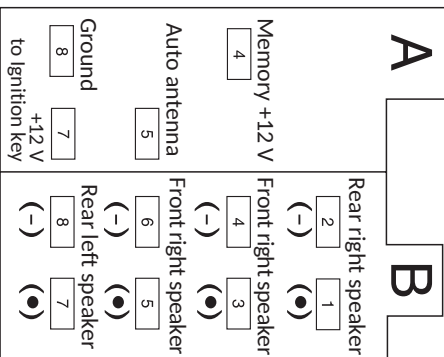 A
Memory +12 V
4
Auto antenna
5
Ground
8 7
+12 V
to Ignition key
B
Rear right speaker
2 1
(-) (●)
Front right speaker
4 3
(-) (●)
Front right speaker
6 5
(-) (●)
Rear left speaker
8 7
(-) (●)